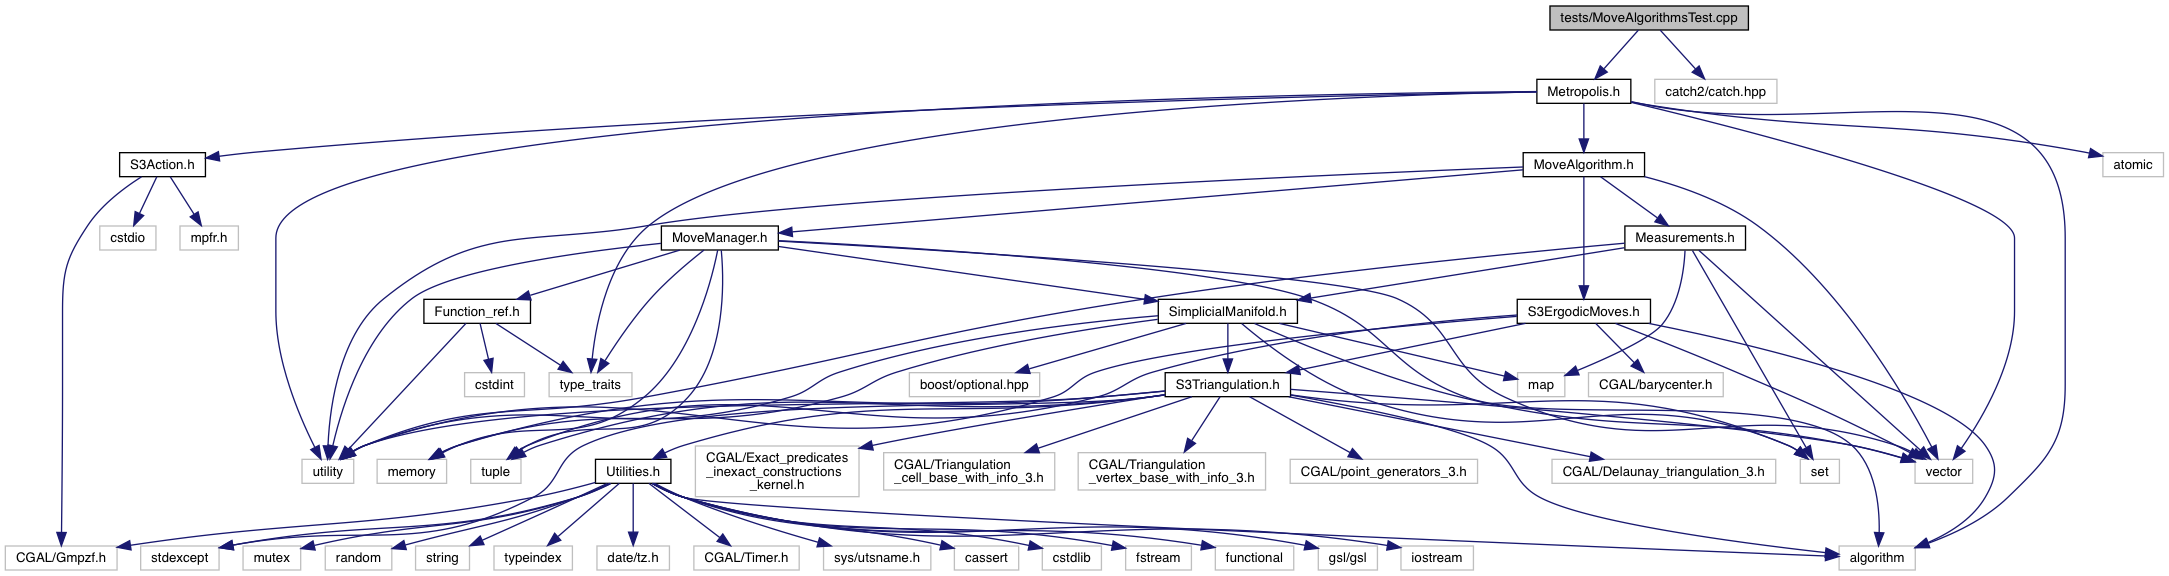 tests/MoveAlgorithmsTest.cpp
Metropolis.h
catch2/catch.hpp
S3Action.h
MoveAlgorithm.h
atomic
cstdio
mpfr.h
MoveManager.h
Measurements.h
Function_ref.h
SimplicialManifold.h
S3ErgodicMoves.h
cstdint
type_traits
boost/optional.hpp
S3Triangulation.h
map
CGAL/barycenter.h
utility
memory
tuple
Utilities.h
CGAL/Exact_predicates
_inexact_constructions
_kernel.h
CGAL/Triangulation
_cell_base_with_info_3.h
CGAL/Triangulation
_vertex_base_with_info_3.h
CGAL/point_generators_3.h
CGAL/Delaunay_triangulation_3.h
set
vector
CGAL/Gmpzf.h
stdexcept
mutex
random
string
typeindex
date/tz.h
CGAL/Timer.h
sys/utsname.h
cassert
cstdlib
fstream
functional
gsl/gsl
iostream
algorithm